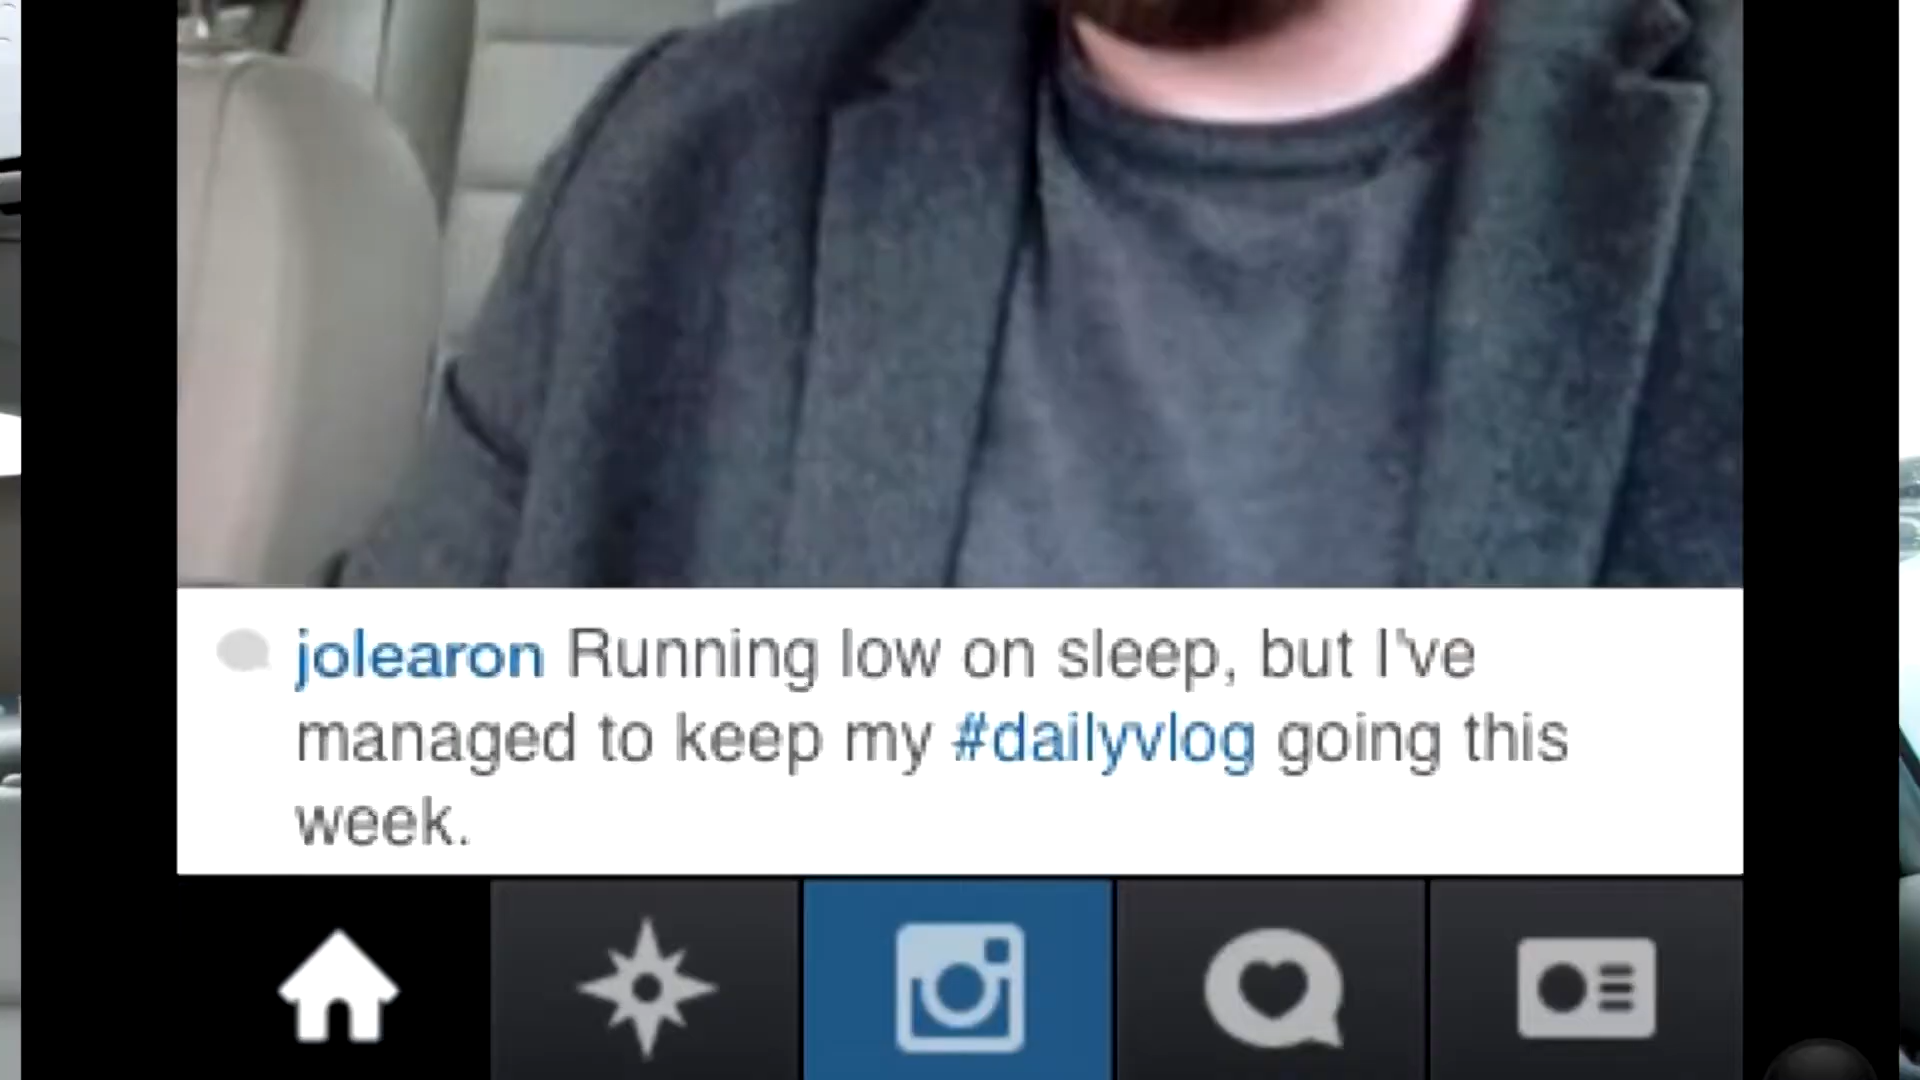 jolearon Running low on sleep, but I've
managed to keep my #dailyvlog going this
week.